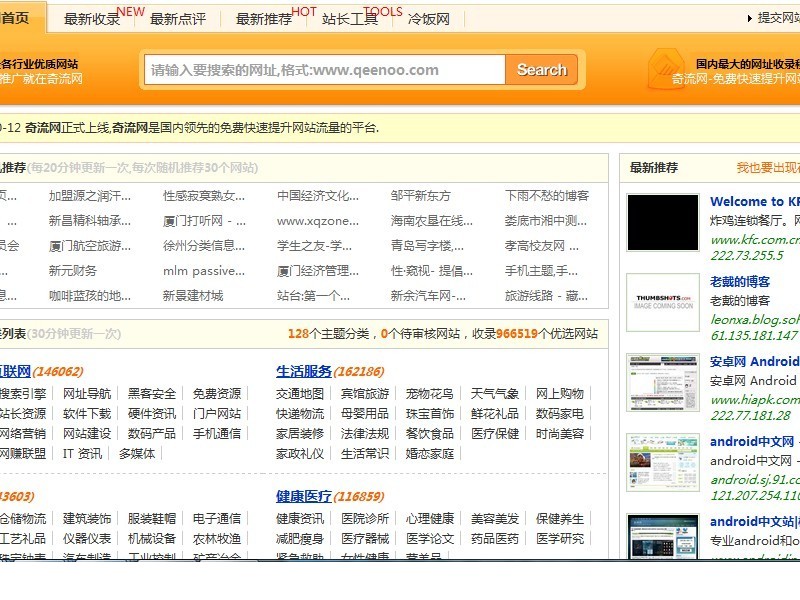 首页 最新收录 NEW 最新点评 最新推荐 HOT 站长工具 TOOLS 冷饭网 提交网站
各行业优质网站
推广就在奇流网
请输入要搜索的网址,格式:www.qeenoo.com Search
国内最大的网址收录
奇流网-免费快速提升网站
0-12 奇流网正式上线,奇流网是国内领先的免费快速提升网站流量的平台.
推荐(每20分钟更新一次,每次随机推荐30个网站)
页... 加盟源之润汗... 性感寂寞熟女... 中国经济文化... 邹平新东方 下雨不愁的博客
... 新昌精科轴承... 厦门打听网 - ... www.xqzone... 海南农垦在线... 娄底市湘中测...
员会 厦门航空旅游... 徐州分类信息... 学生之友-学... 青岛写字楼,... 孝高校友网 ...
... 新元财务 mlm passive... 厦门经济管理... 性·窥视- 提倡... 手机主题,手...
息... 咖啡蓝孩的地... 新景建材城 站台:第一个... 新余汽车网-... 旅游线路 - 藏...
列表(30分钟更新一次) 128个主题分类，0个待审核网站，收录966519个优选网站
互联网(146062)
搜索引擎 网址导航 黑客安全 免费资源
站长资源 软件下载 硬件资讯 门户网站
网络营销 网站建设 数码产品 手机通信
网赚联盟 IT 资讯 多媒体
生活服务(162186)
交通地图 宾馆旅游 宠物花鸟 天气气象 网上购物
快递物流 母婴用品 珠宝首饰 鲜花礼品 数码家电
家居装修 法律法规 餐饮食品 医疗保健 时尚美容
家政礼仪 生活常识 婚恋家庭
43603)
仓储物流 建筑装饰 服装鞋帽 电子通信
工艺礼品 仪器仪表 机械设备 农林牧渔
珠宝钟表 汽车制造 工业控制 矿产冶金
健康医疗(116859)
健康资讯 医院诊所 心理健康 美容美发 保健养生
减肥瘦身 医疗器械 医学论文 药品医药 医学研究
紧急救助 女性健康 营养品
最新推荐 我也要出现在
Welcome to KF
炸鸡连锁餐厅。网
www.kfc.com.cn
222.73.255.5
THUMBSHOTS.com
IMAGE COMING SOON
老戴的博客
老戴的博客
leonxa.blog.soh
61.135.181.147
安卓网 Android
安卓网 Android
www.hiapk.com
222.77.181.28
android中文网 -
android中文网 -
android.sj.91.co
121.207.254.110
android中文站|
专业android和o